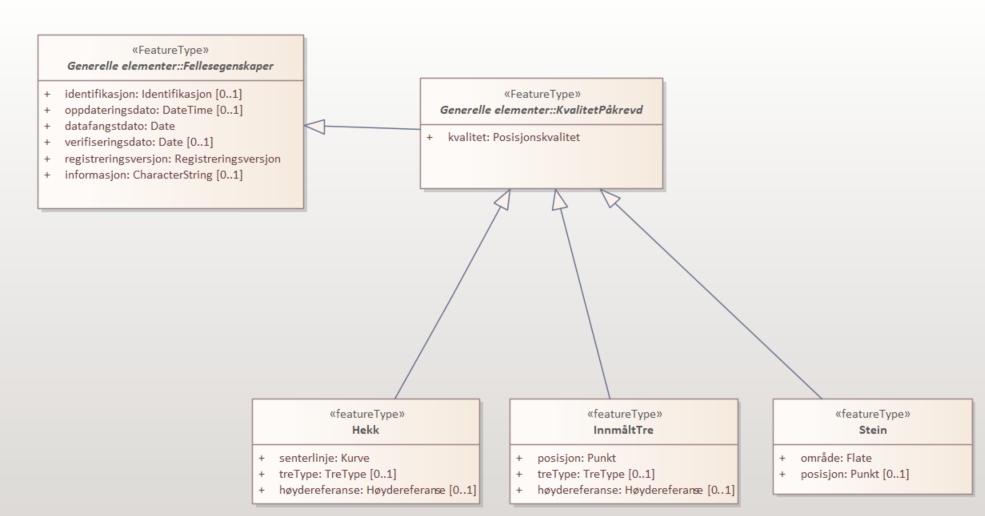 «FeatureType»
Generelle elementer::Fellesegenskaper
+ identifikasjon: Identifikasjon [0..1]
+ oppdateringsdato: DateTime [0..1]
+ datafangstdato: Date
+ verifiseringsdato: Date [0..1]
+ registreringsversjon: Registreringsversjon
+ informasjon: CharacterString [0..1]
«FeatureType»
Generelle elementer::KvalitetPåkrevd
+ kvalitet: Posisjonskvalitet
«featureType»
Hekk
+ senterlinje: Kurve
+ treType: TreType [0..1]
+ høydereferanse: Høydereferanse [0..1]
«featureType»
InnmåltTre
+ posisjon: Punkt
+ treType: TreType [0..1]
+ høydereferanse: Høydereferanse [0..1]
«featureType»
Stein
+ område: Flate
+ posisjon: Punkt [0..1]